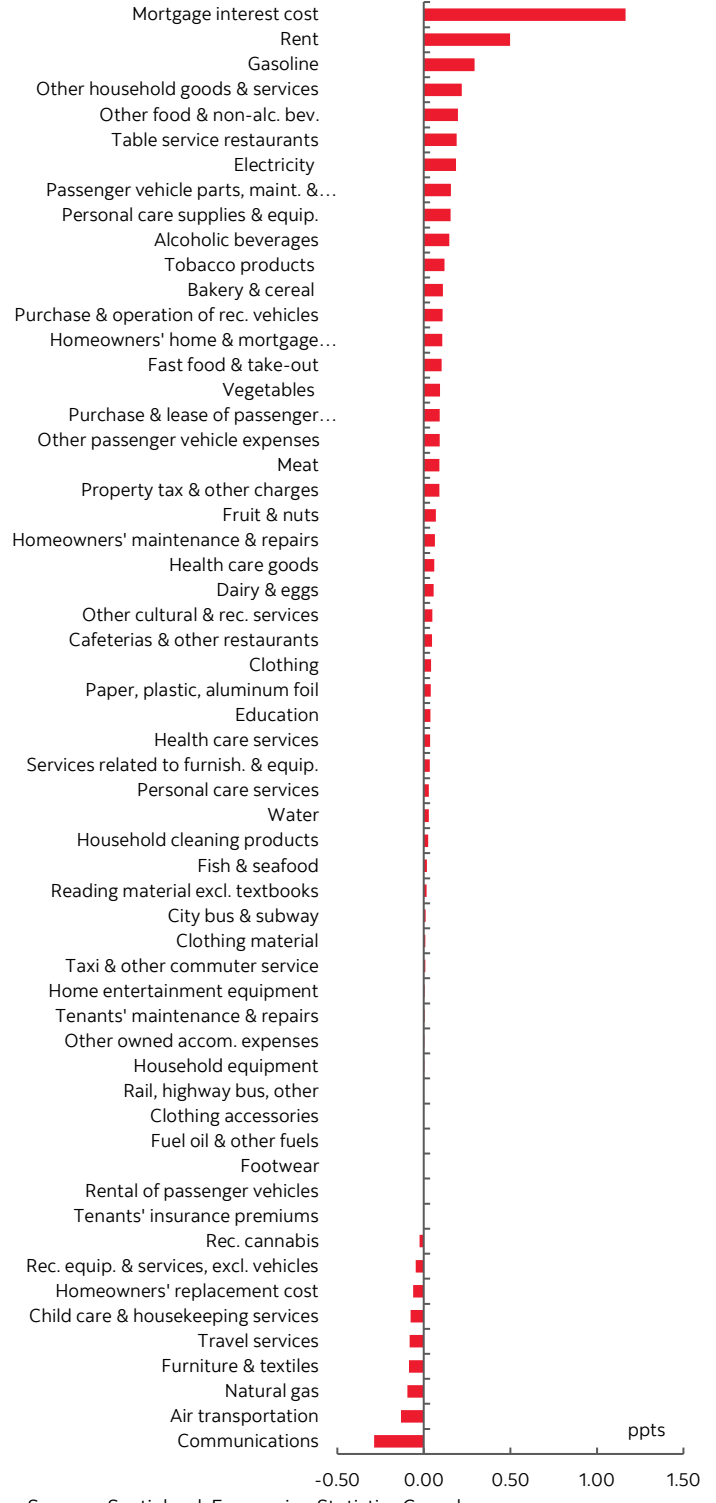 Mortgage interest cost
Rent
Gasoline
Other household goods & services
Other food & non-alc. bev.
Table service restaurants
Electricity
Passenger vehicle parts, maint. &…
Personal care supplies & equip.
Alcoholic beverages
Tobacco products
Bakery & cereal
Purchase & operation of rec. vehicles
Homeowners' home & mortgage…
Fast food & take-out
Vegetables
Purchase & lease of passenger…
Other passenger vehicle expenses
Meat
Property tax & other charges
Fruit & nuts
Homeowners' maintenance & repairs
Health care goods
Dairy & eggs
Other cultural & rec. services
Cafeterias & other restaurants
Clothing
Paper, plastic, aluminum foil
Education
Health care services
Services related to furnish. & equip.
Personal care services
Water
Household cleaning products
Fish & seafood
Reading material excl. textbooks
City bus & subway
Clothing material
Taxi & other commuter service
Home entertainment equipment
Tenants' maintenance & repairs
Other owned accom. expenses
Household equipment
Rail, highway bus, other
Clothing accessories
Fuel oil & other fuels
Footwear
Rental of passenger vehicles
Tenants' insurance premiums
Rec. cannabis
Rec. equip. & services, excl. vehicles
Homeowners' replacement cost
Child care & housekeeping services
Travel services
Furniture & textiles
Natural gas
Air transportation
Communications
ppts
-0.50 0.00 0.50 1.00 1.50